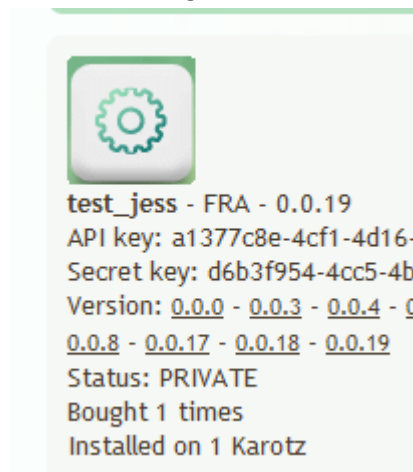 test_jess - FRA - 0.0.19
API key: a1377c8e-4cf1-4d16-
Secret key: d6b3f954-4cc5-4b
Version: 0.0.0 - 0.0.3 - 0.0.4 - 0
0.0.8 - 0.0.17 - 0.0.18 - 0.0.19
Status: PRIVATE
Bought 1 times
Installed on 1 Karotz